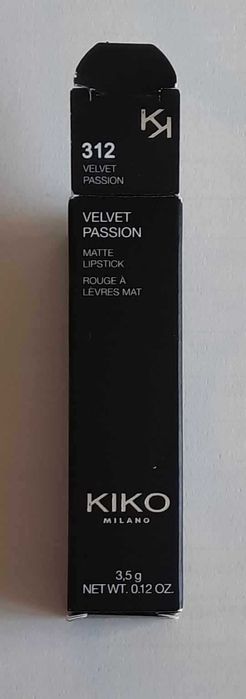 KK
312
VELVET
PASSION
VELVET
PASSION
MATTE
LIPSTICK
ROUGE À
LÈVRES MAT
KIKO
MILANO
3,5 g
NET WT. 0.12 OZ.